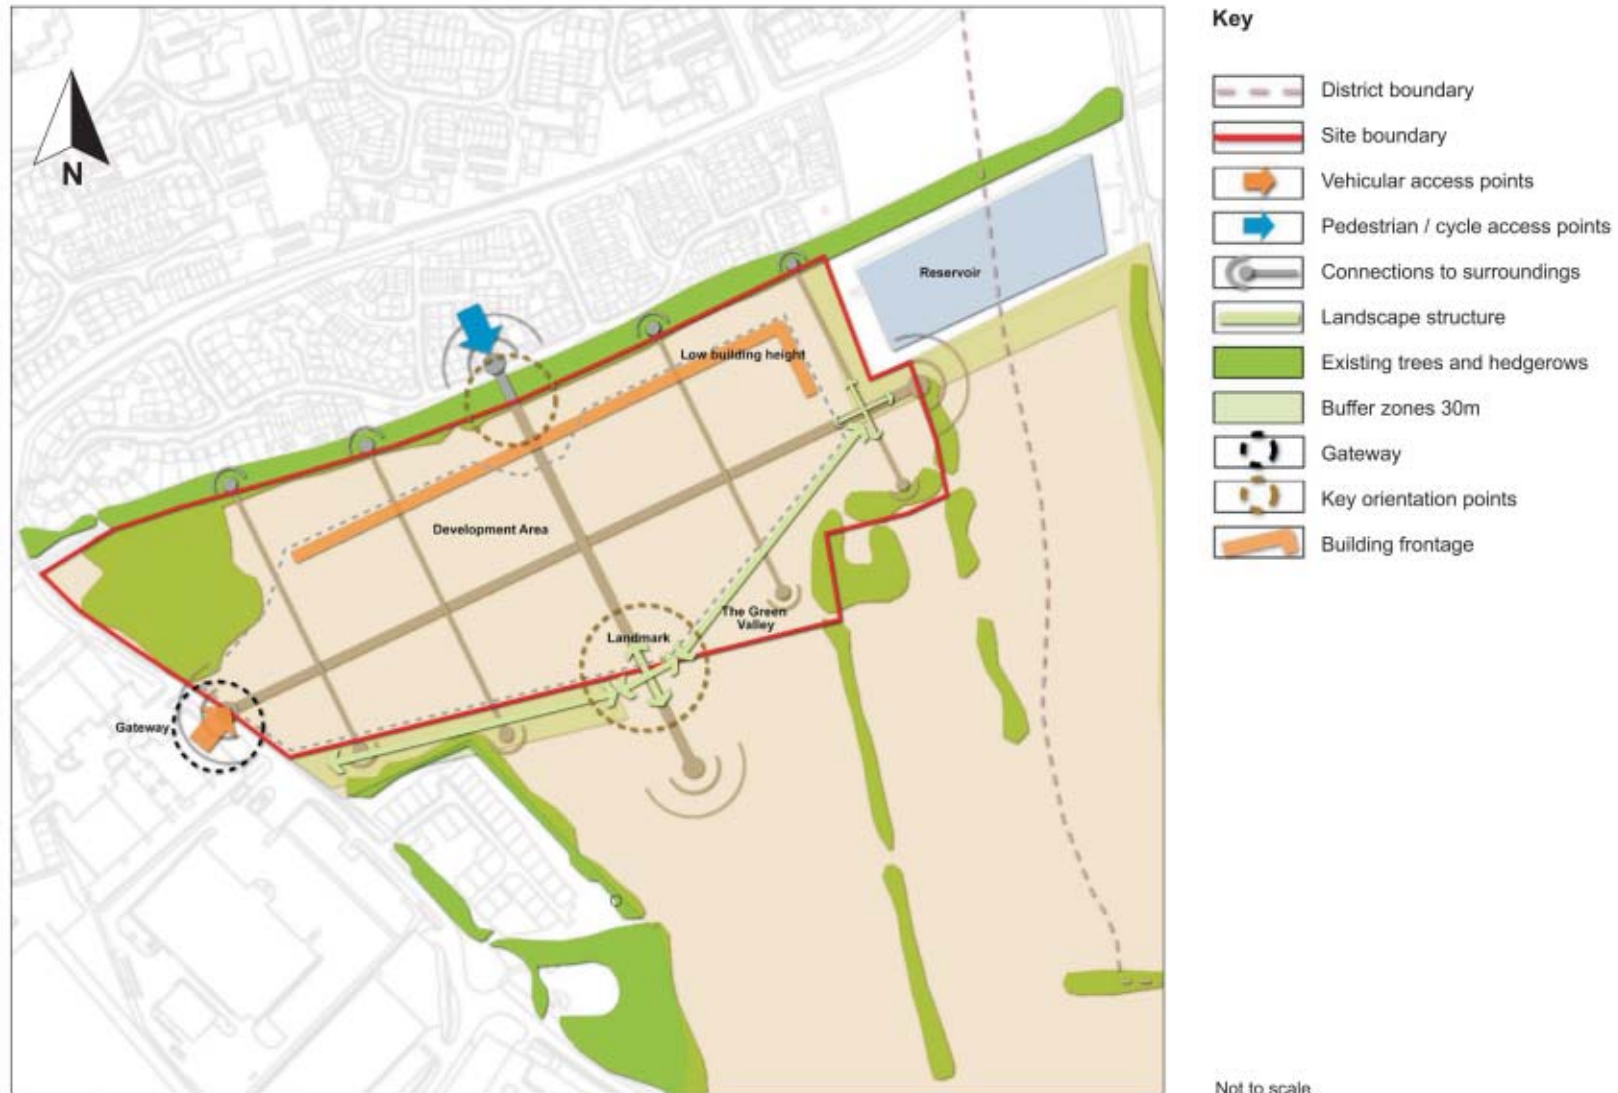 N
Reservoir
Low building height
Development Area
The Green
Valley
Landmark
Gateway
Key
District boundary
Site boundary
Vehicular access points
Pedestrian / cycle access points
Connections to surroundings
Landscape structure
Existing trees and hedgerows
Buffer zones 30m
Gateway
Key orientation points
Building frontage
Not to scale